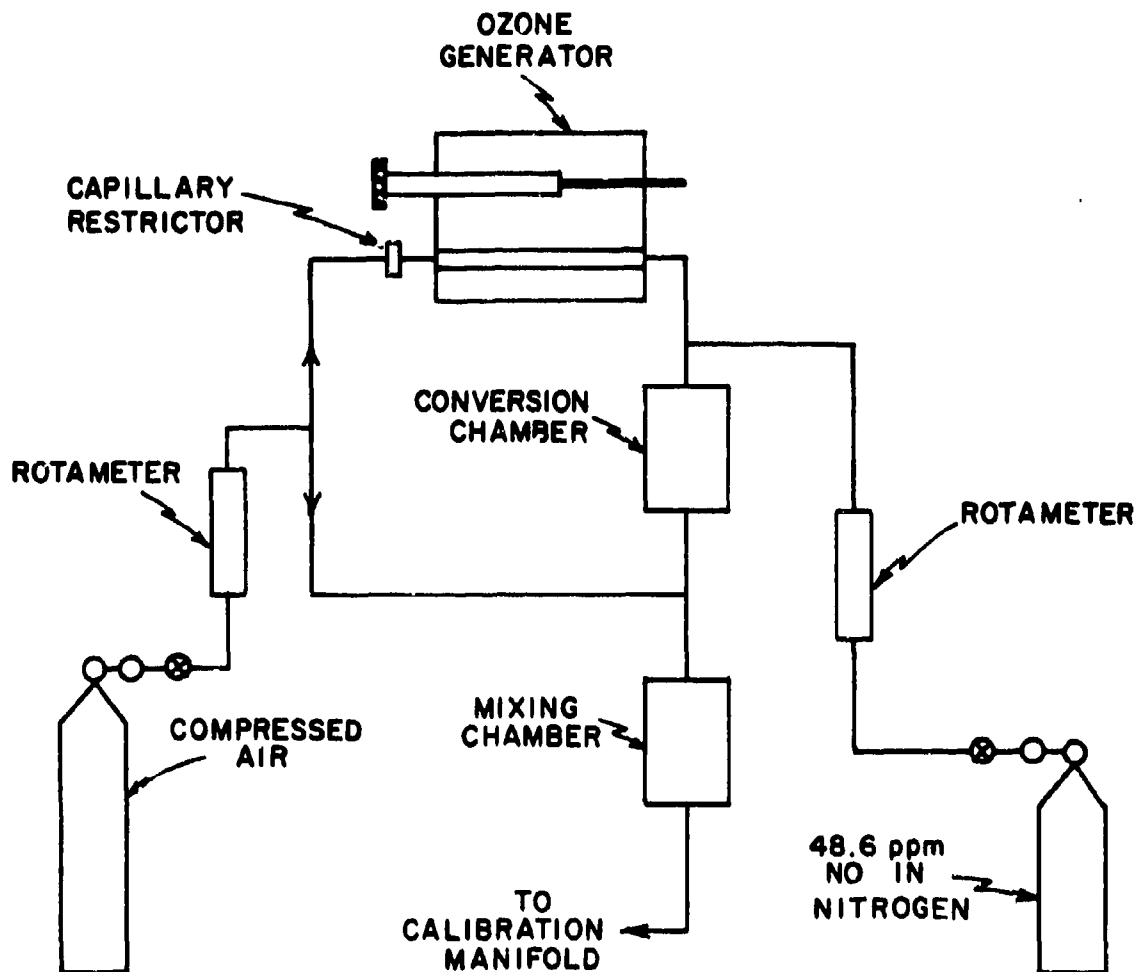 OZONE
GENERATOR
CAPILLARY
RESTRICTOR
CONVERSION
CHAMBER
ROTAMETER
ROTAMETER
MIXING
CHAMBER
COMPRESSED
AIR
48.6 ppm
NO IN
NITROGEN
TO
CALIBRATION
MANIFOLD